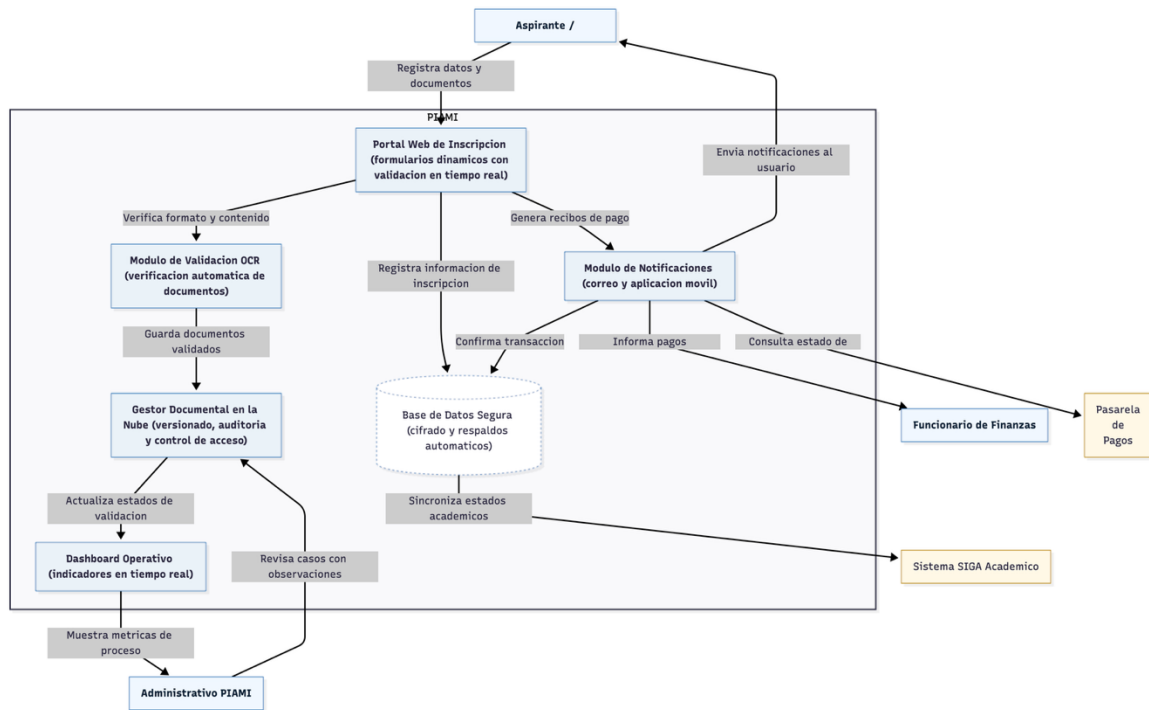 Aspirante /
Registra datos y
documentos
PIAMI
Portal Web de Inscripcion
(formularios dinamicos con
validacion en tiempo real)
Envia notificaciones al
usuario
Verifica formato y contenido
Genera recibos de pago
Modulo de Validacion OCR
(verificacion automatica de
documentos)
Registra informacion de
inscripcion
Modulo de Notificaciones
(correo y aplicacion movil)
Guarda documentos
validados
Confirma transaccion
Informa pagos
Consulta estado de
Gestor Documental en la
Nube (versionado, auditoria
y control de acceso)
Base de Datos Segura
(cifrado y respaldos
automaticos)
Funcionario de Finanzas
Pasarela
de
Pagos
Actualiza estados de
validacion
Sincroniza estados
academicos
Dashboard Operativo
(indicadores en tiempo real)
Revisa casos con
observaciones
Sistema SIGA Academico
Muestra metricas de
proceso
Administrativo PIAMI